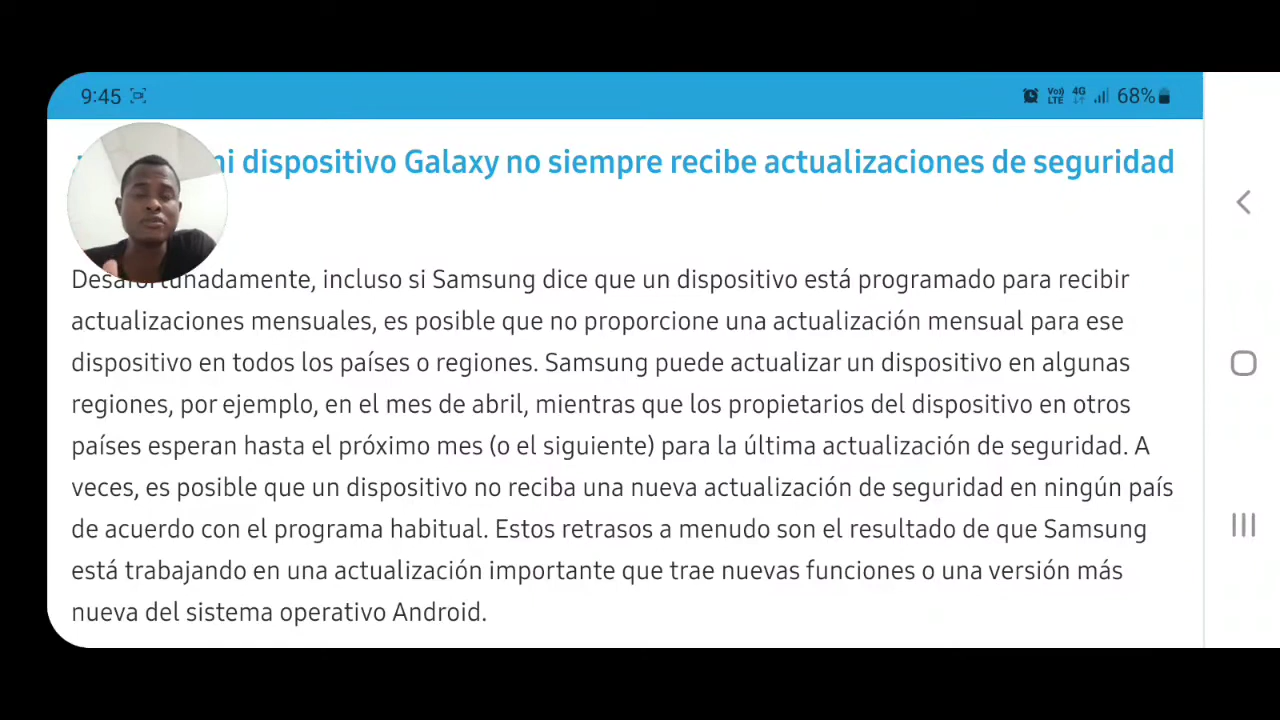 9:45 Vo) LTE 4G 68%
mi dispositivo Galaxy no siempre recibe actualizaciones de seguridad
Desafortunadamente, incluso si Samsung dice que un dispositivo está programado para recibir
actualizaciones mensuales, es posible que no proporcione una actualización mensual para ese
dispositivo en todos los países o regiones. Samsung puede actualizar un dispositivo en algunas
regiones, por ejemplo, en el mes de abril, mientras que los propietarios del dispositivo en otros
países esperan hasta el próximo mes (o el siguiente) para la última actualización de seguridad. A
veces, es posible que un dispositivo no reciba una nueva actualización de seguridad en ningún país
de acuerdo con el programa habitual. Estos retrasos a menudo son el resultado de que Samsung
está trabajando en una actualización importante que trae nuevas funciones o una versión más
nueva del sistema operativo Android.